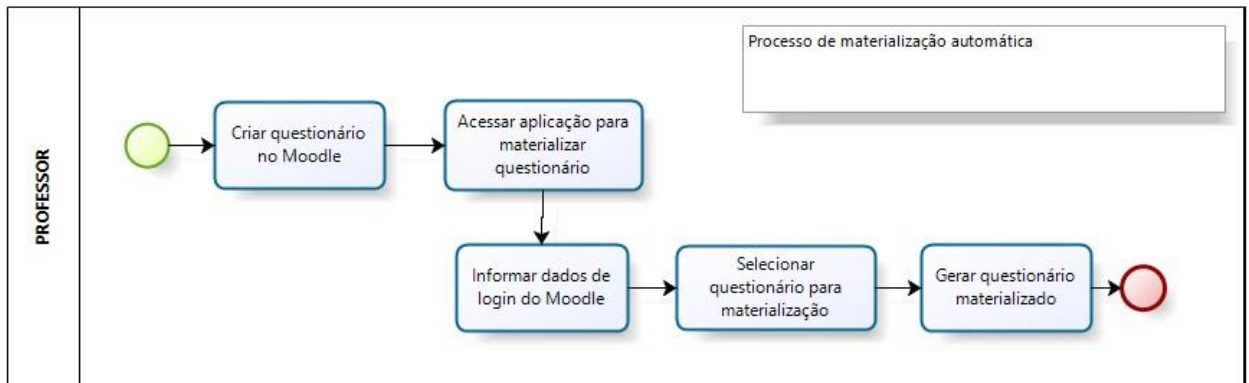 PROFESSOR
Processo de materialização automática
Criar questionário
no Moodle
Acessar aplicação para
materializar
questionário
Informar dados de
login do Moodle
Selecionar
questionário para
materialização
Gerar questionário
materializado